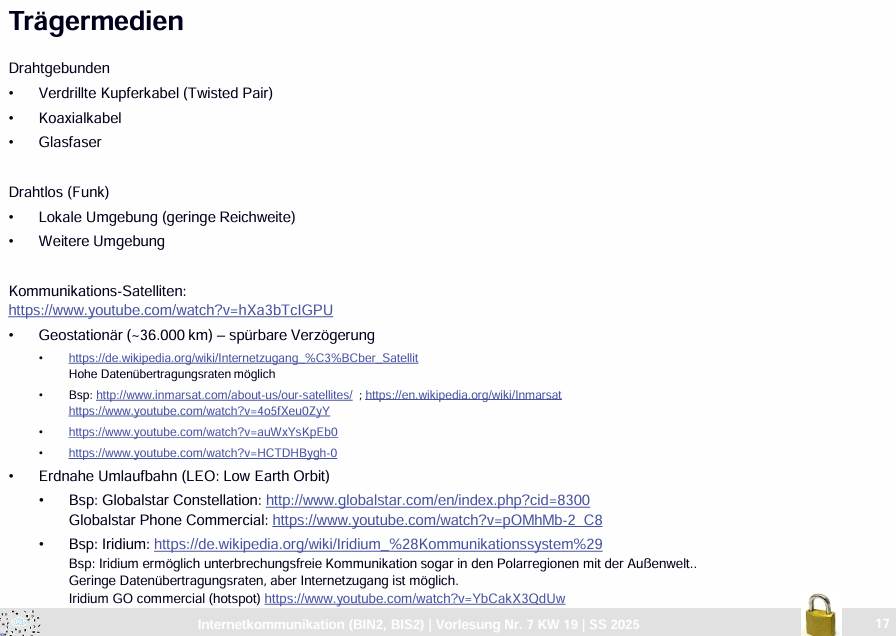 Trägermedien
Drahtgebunden
• Verdrillte Kupferkabel (Twisted Pair)
• Koaxialkabel
• Glasfaser
Drahtlos (Funk)
• Lokale Umgebung (geringe Reichweite)
• Weitere Umgebung
Kommunikations-Satelliten:
https://www.youtube.com/watch?v=hXa3bTcIGPU
• Geostationär (~36.000 km) – spürbare Verzögerung
• https://de.wikipedia.org/wiki/Internetzugang_%C3%BCber_Satellit
Hohe Datenübertragungsraten möglich
• Bsp: http://www.inmarsat.com/about-us/our-satellites/ ; https://en.wikipedia.org/wiki/Inmarsat
https://www.youtube.com/watch?v=4o5fXeu0ZyY
• https://www.youtube.com/watch?v=auWxYsKpEb0
• https://www.youtube.com/watch?v=HCTDHBygh-0
• Erdnahe Umlaufbahn (LEO: Low Earth Orbit)
• Bsp: Globalstar Constellation: http://www.globalstar.com/en/index.php?cid=8300
Globalstar Phone Commercial: https://www.youtube.com/watch?v=pOMhMb-2_C8
• Bsp: Iridium: https://de.wikipedia.org/wiki/Iridium_%28Kommunikationssystem%29
Bsp: Iridium ermöglich unterbrechungsfreie Kommunikation sogar in den Polarregionen mit der Außenwelt..
Geringe Datenübertragungsraten, aber Internetzugang ist möglich.
Iridium GO commercial (hotspot) https://www.youtube.com/watch?v=YbCakX3QdUw
Internetkommunikation (BIN2, BIS2) | Vorlesung Nr. 7 KW 19 | SS 2025
17